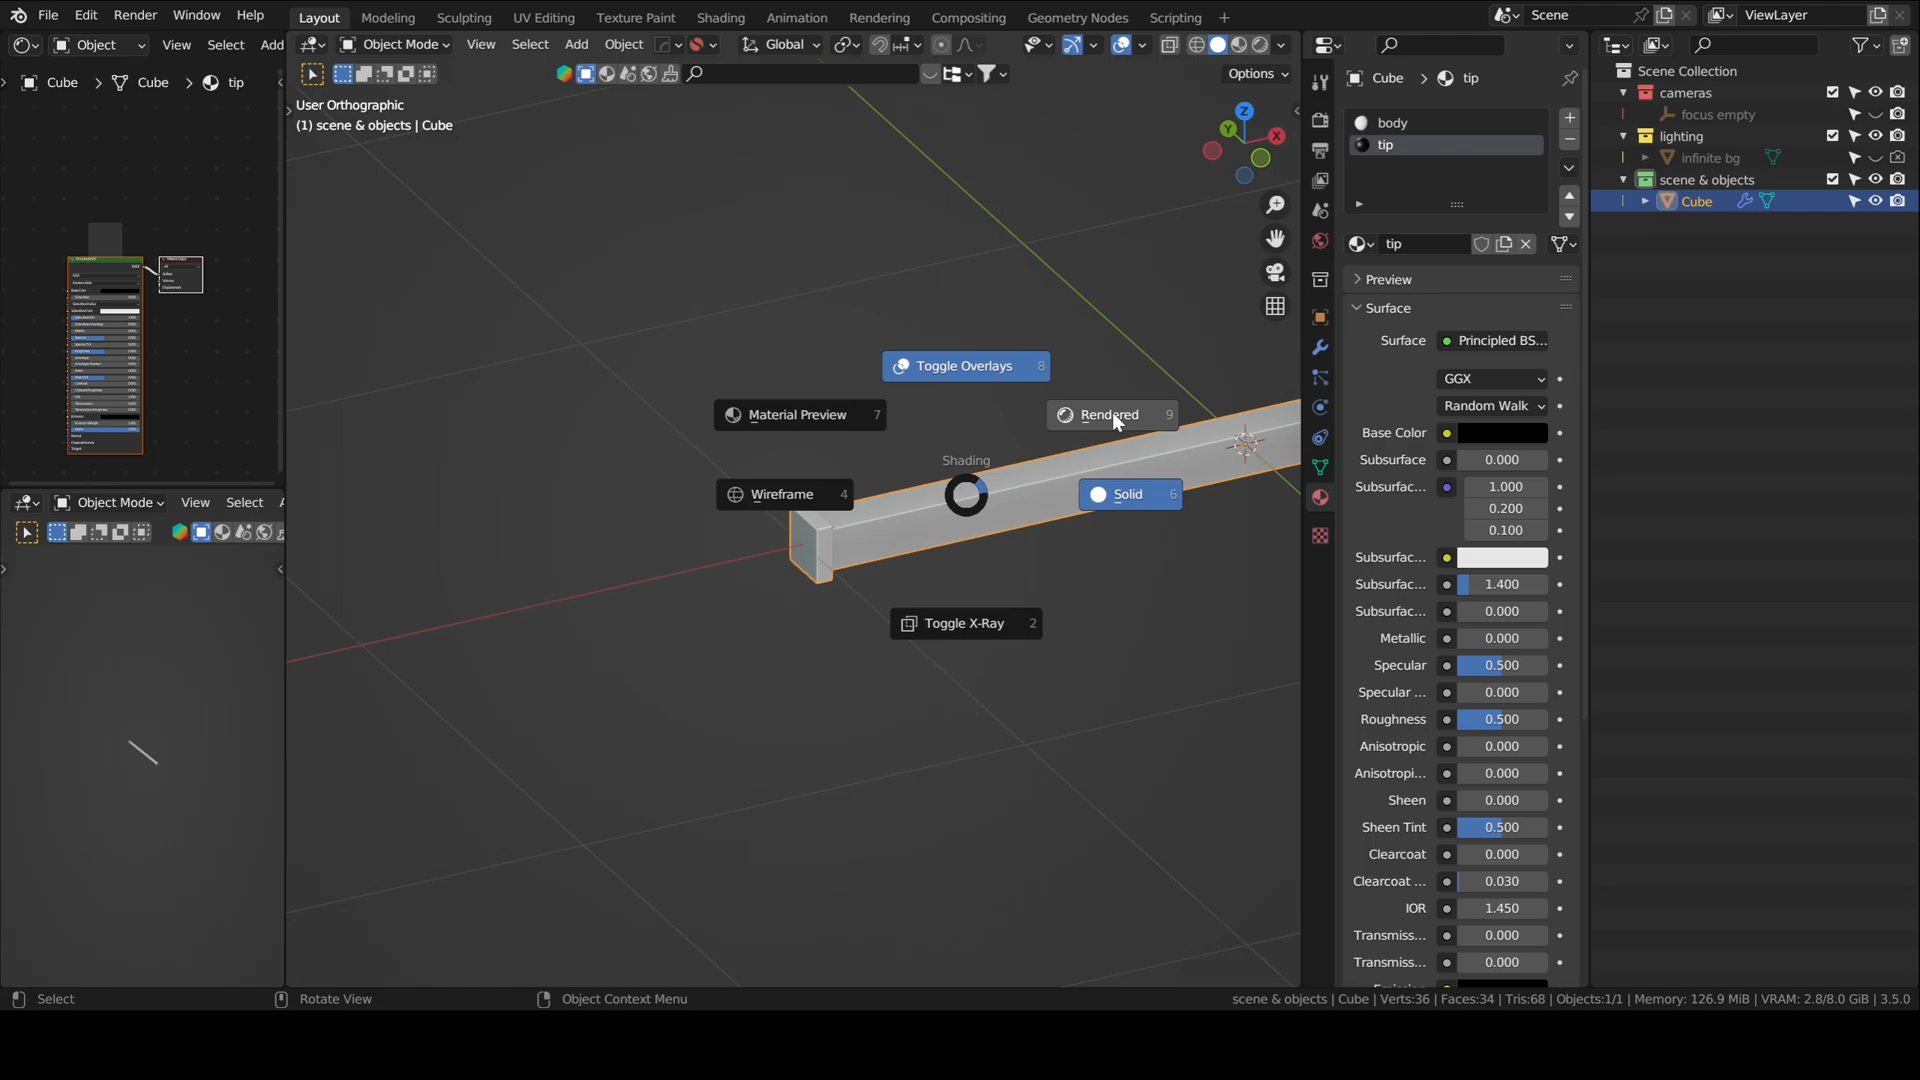 File Edit Render Window Help
Layout Modeling Sculpting UV Editing Texture Paint Shading Animation Rendering Compositing Geometry Nodes Scripting +
Scene
ViewLayer
Object View Select Add
Object Mode View Select Add Object Global
Options
Cube > Cube > tip
User Orthographic
(1) scene & objects | Cube
Z
Y
X
Toggle Overlays 8
Material Preview 7
Rendered 9
Shading
Wireframe 4
Solid 6
Toggle X-Ray 2
Object Mode View Select
Cube > tip
body
tip
tip
Preview
Surface
Surface Principled BS...
GGX
Random Walk
Base Color
Subsurface 0.000
Subsurfac... 1.000
0.200
0.100
Subsurfac...
Subsurfac... 1.400
Subsurfac... 0.000
Metallic 0.000
Specular 0.500
Specular ... 0.000
Roughness 0.500
Anisotropic 0.000
Anisotropi... 0.000
Sheen 0.000
Sheen Tint 0.500
Clearcoat 0.000
Clearcoat ... 0.030
IOR 1.450
Transmiss... 0.000
Transmiss... 0.000
Scene Collection
cameras
focus empty
lighting
infinite bg
scene & objects
Cube
Select Rotate View Object Context Menu
scene & objects | Cube | Verts:36 | Faces:34 | Tris:68 | Objects:1/1 | Memory: 126.9 MiB | VRAM: 2.8/8.0 GiB | 3.5.0